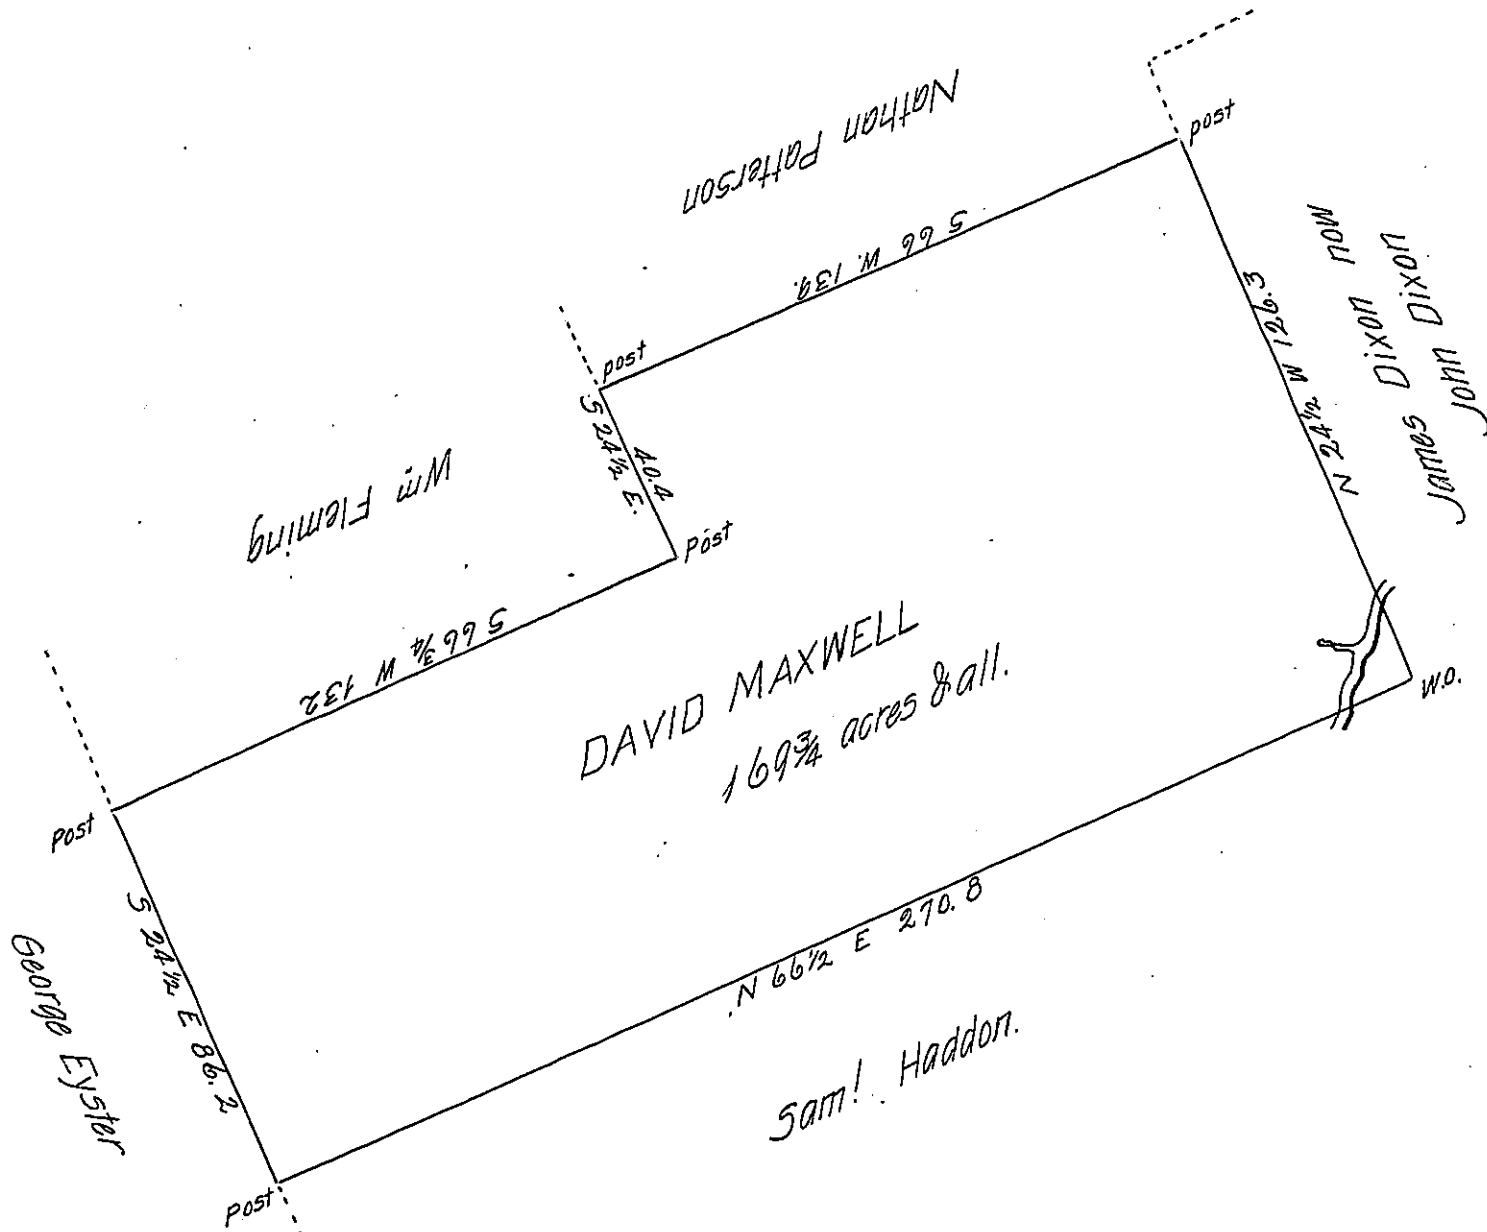 Nathan Patterson
post
S 66 W. 139.
James Dixon now
John Dixon
N 24½ W 126.3
post
S 24½ E.
40.4
Wm Fleming
Post
S 66¾ W 132
DAVID MAXWELL
169¾ acres & all.
W.O.
Post
S 24½ E 86.2
George Eyster
N 66½ E 270.8
Saml. Haddon.
Post